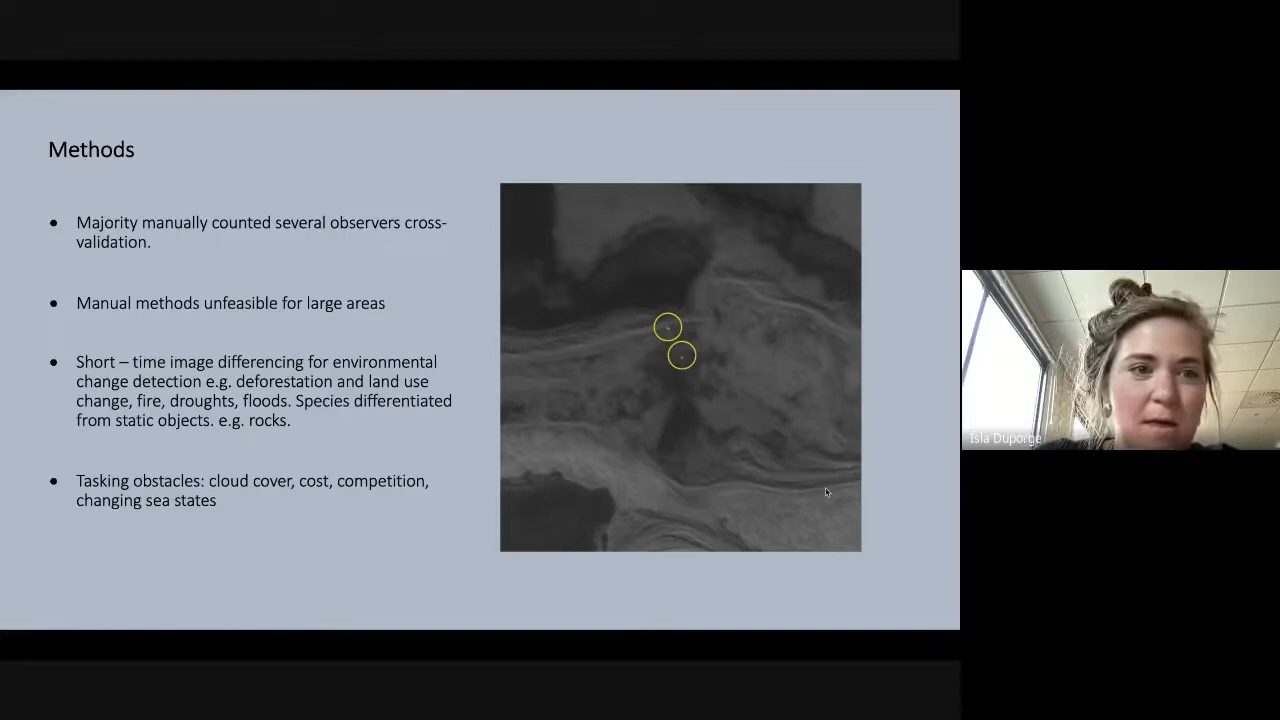 Methods
● Majority manually counted several observers cross-
validation.
● Manual methods unfeasible for large areas
● Short – time image differencing for environmental
change detection e.g. deforestation and land use
change, fire, droughts, floods. Species differentiated
from static objects. e.g. rocks.
● Tasking obstacles: cloud cover, cost, competition,
changing sea states
Isla Duporge